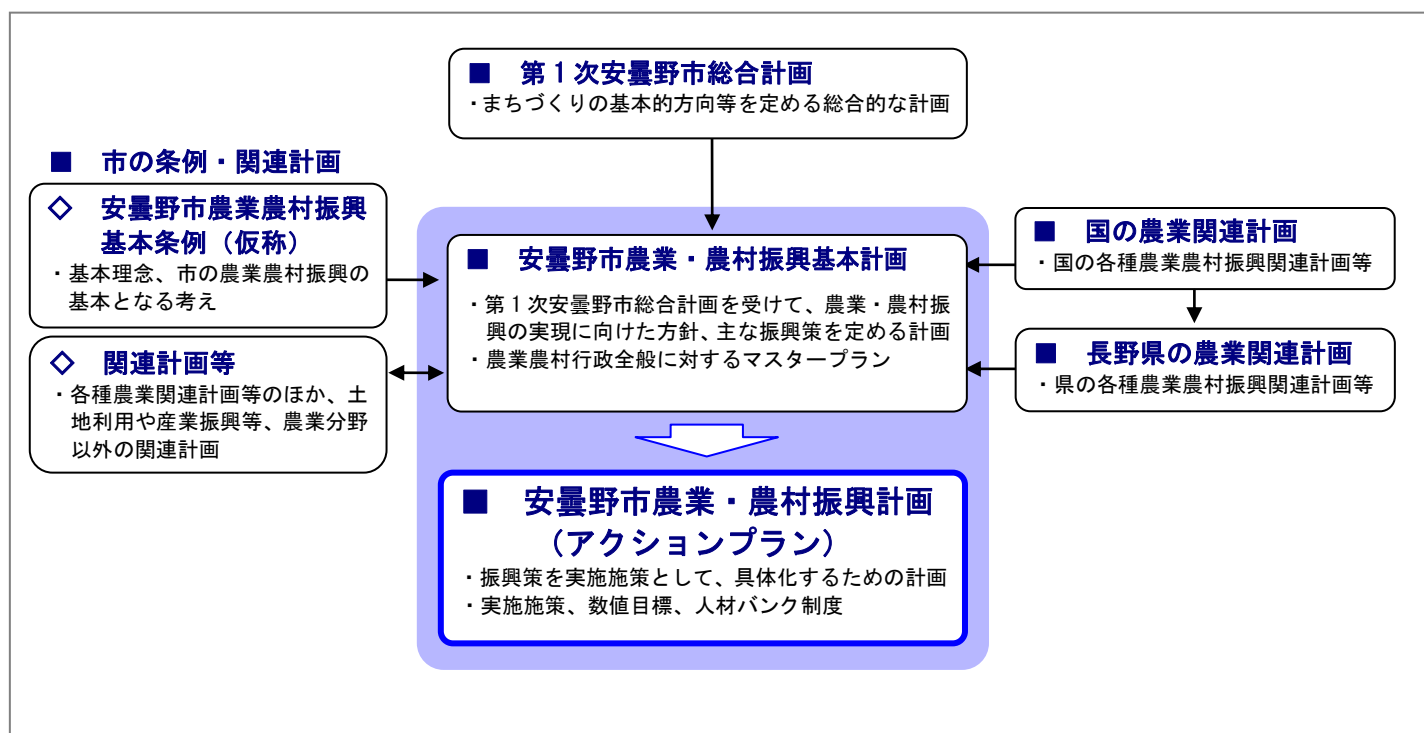 ■ 第1次安曇野市総合計画
・まちづくりの基本的方向等を定める総合的な計画
■ 市の条例・関連計画
◇ 安曇野市農業農村振興
基本条例（仮称）
・基本理念、市の農業農村振興の
基本となる考え
◇ 関連計画等
・各種農業関連計画等のほか、土
地利用や産業振興等、農業分野
以外の関連計画
■ 安曇野市農業・農村振興基本計画
・第１次安曇野市総合計画を受けて、農業・農村振
興の実現に向けた方針、主な振興策を定める計画
・農業農村行政全般に対するマスタープラン
■ 国の農業関連計画
・国の各種農業農村振興関連計画等
■ 長野県の農業関連計画
・県の各種農業農村振興関連計画等
■ 安曇野市農業・農村振興計画
（アクションプラン）
・振興策を実施施策として、具体化するための計画
・実施施策、数値目標、人材バンク制度